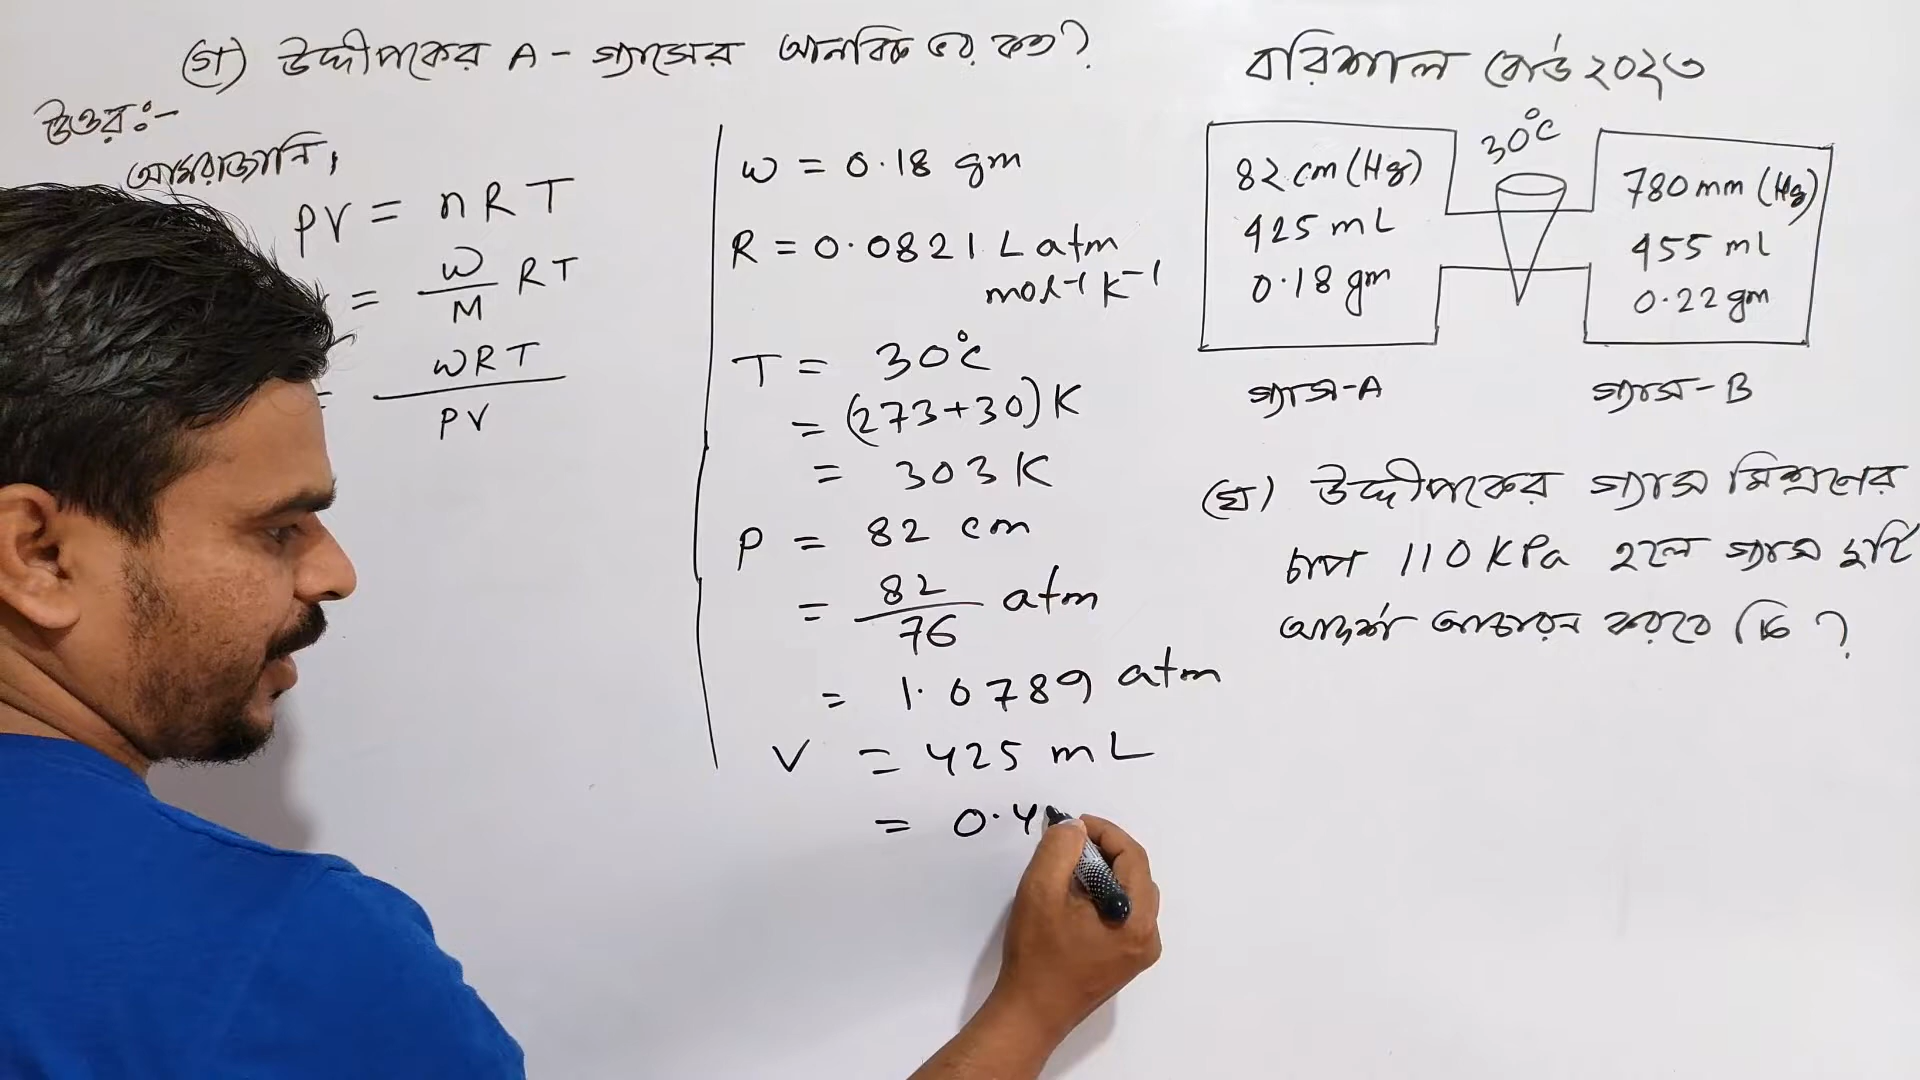 (গ) উদ্দীপকের A - গ্যাসের আনবিক ভর কত?
উত্তর:-
আমরা জানি,
PV = nRT
= W/M RT
= WRT/PV
W = 0.18 gm
R = 0.0821 L atm
mol-1 K-1
T = 30°C
= (273+30) K
= 303 K
P = 82 cm
= 82/76 atm
= 1.0789 atm
V = 425 mL
= 0.4
বরিশাল বোর্ড ২০২৩
30°C
82 cm (Hg)
425 mL
0.18 gm
গ্যাস-A
780 mm (Hg)
455 ml
0.22 gm
গ্যাস-B
(ঘ) উদ্দীপকের গ্যাস মিশ্রনের
চাপ 110 KPa হলে গ্যাস দুটি
আদর্শ আচারন করবে কি?